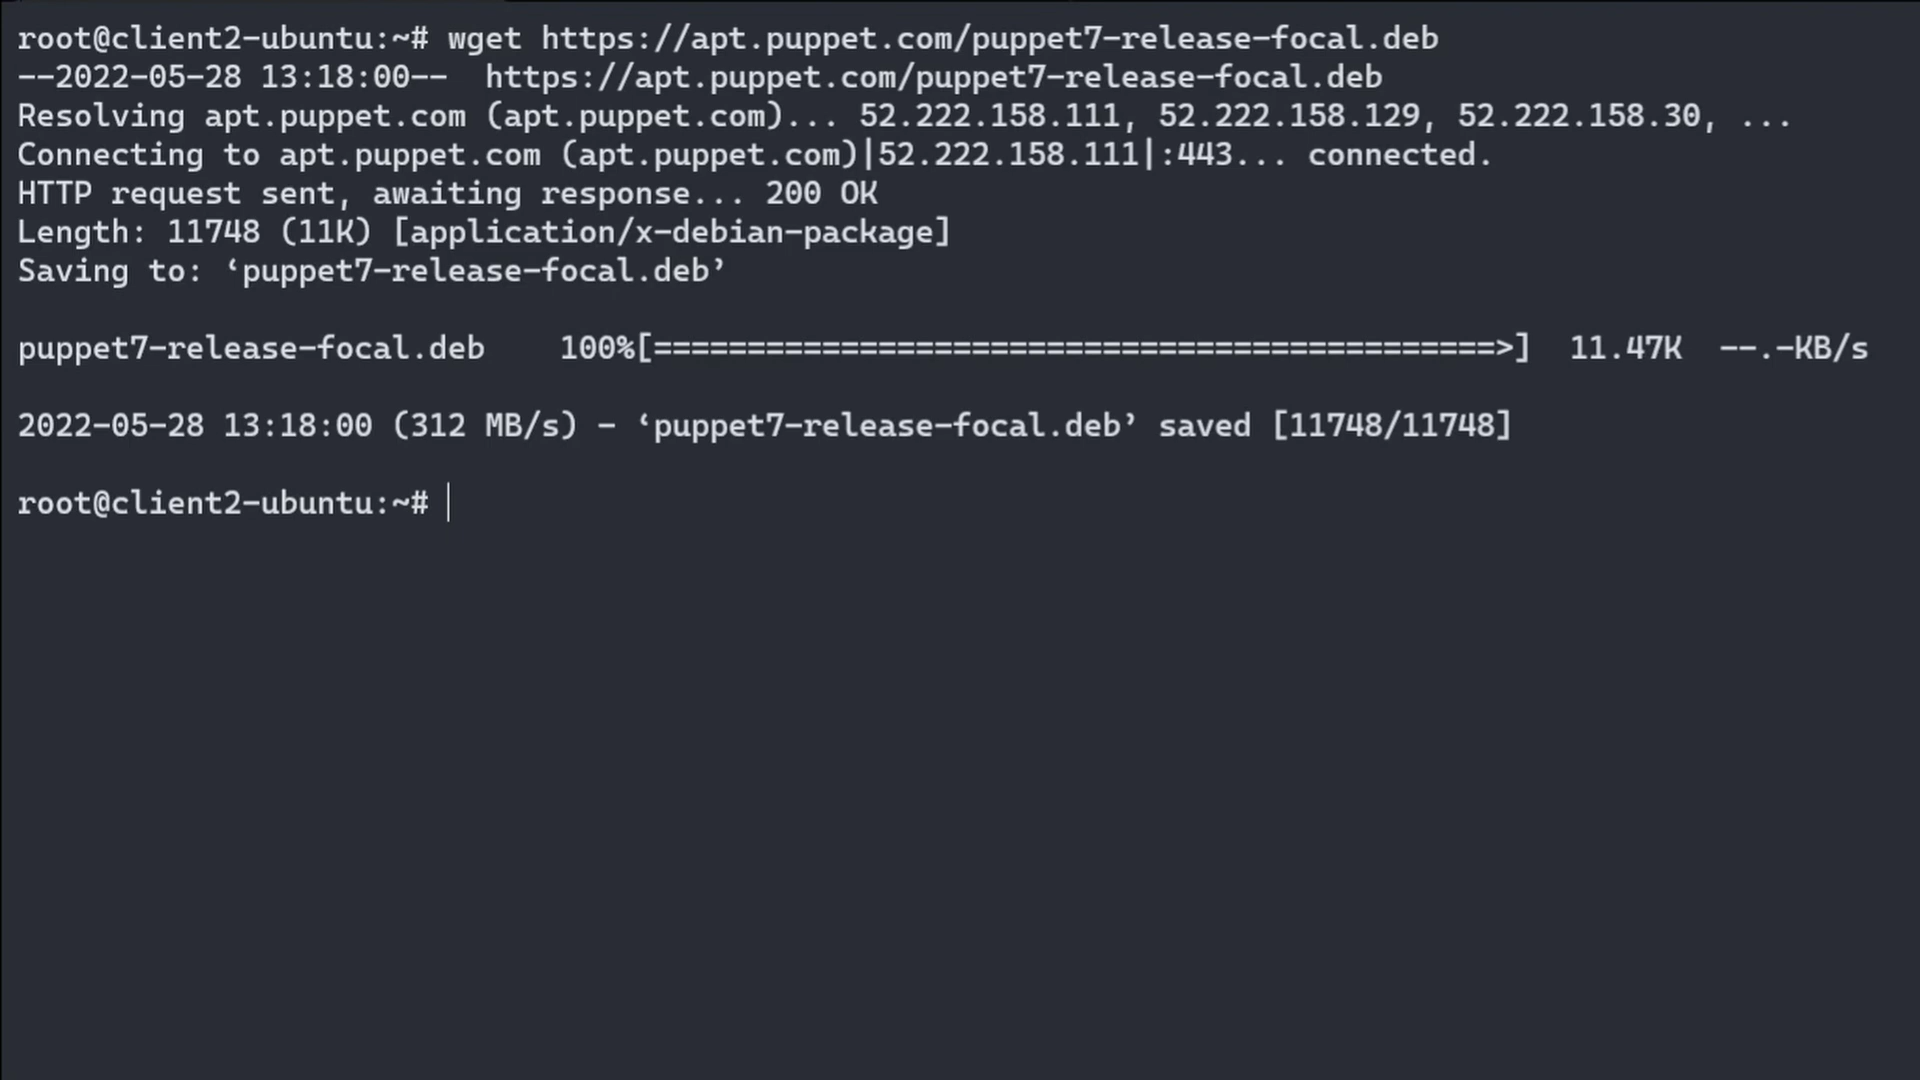 root@client2-ubuntu:~# wget https://apt.puppet.com/puppet7-release-focal.deb
--2022-05-28 13:18:00--  https://apt.puppet.com/puppet7-release-focal.deb
Resolving apt.puppet.com (apt.puppet.com)... 52.222.158.111, 52.222.158.129, 52.222.158.30, ...
Connecting to apt.puppet.com (apt.puppet.com)|52.222.158.111|:443... connected.
HTTP request sent, awaiting response... 200 OK
Length: 11748 (11K) [application/x-debian-package]
Saving to: ‘puppet7-release-focal.deb’
puppet7-release-focal.deb    100%[=============================================>]  11.47K  --.-KB/s
2022-05-28 13:18:00 (312 MB/s) - ‘puppet7-release-focal.deb’ saved [11748/11748]
root@client2-ubuntu:~#